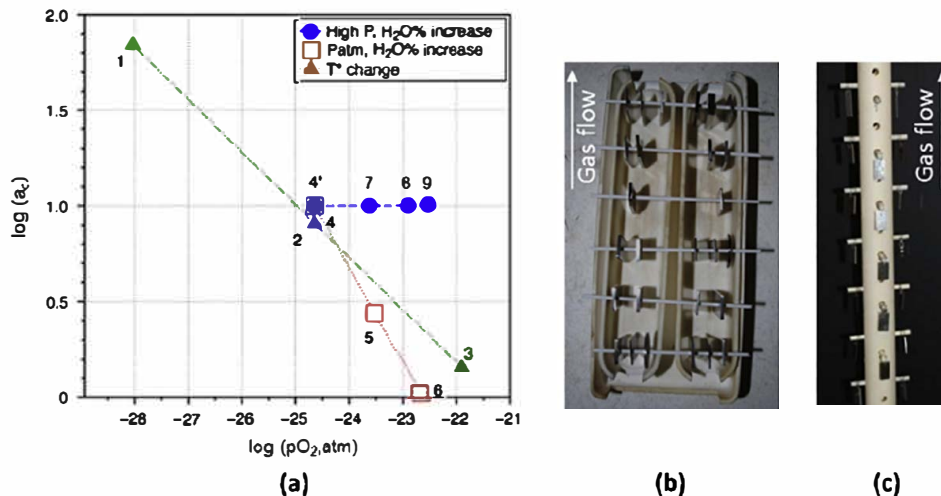 2.0
1.5
1.0
0.5
0
log (a_c)
High P, H₂O% increase
Patm, H₂O% increase
T° change
1
4' 7 8 9
2 4
5
3
6
−28 −27 −26 −25 −24 −23 −22 −21
log (pO₂,atm)
(a)
Gas flow
(b)
Gas flow
(c)